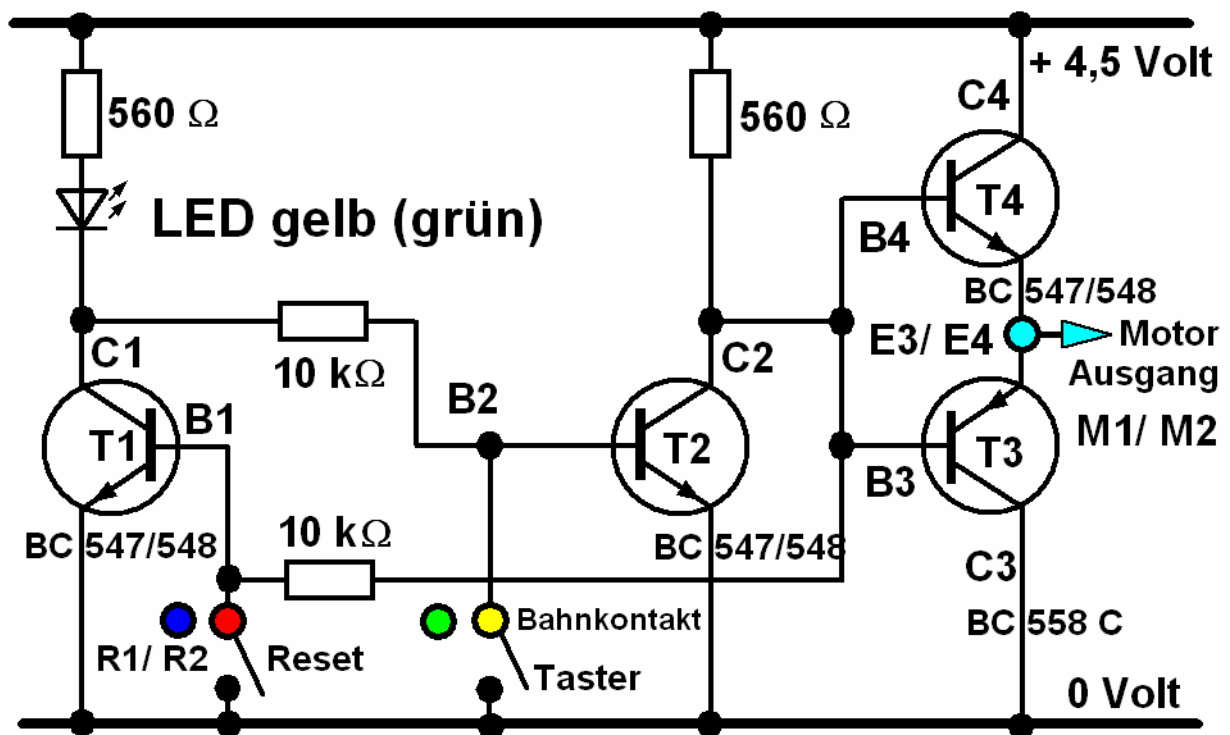 + 4,5 Volt
560 Ω
560 Ω
C4
LED gelb (grün)
T4
B4
BC 547/548
E3/ E4
Motor
Ausgang
M1/ M2
C1
10 kΩ
C2
B2
B1
T1
T2
T3
B3
10 kΩ
BC 547/548
BC 547/548
C3
BC 558 C
Bahnkontakt
R1/ R2
Reset
Taster
0 Volt